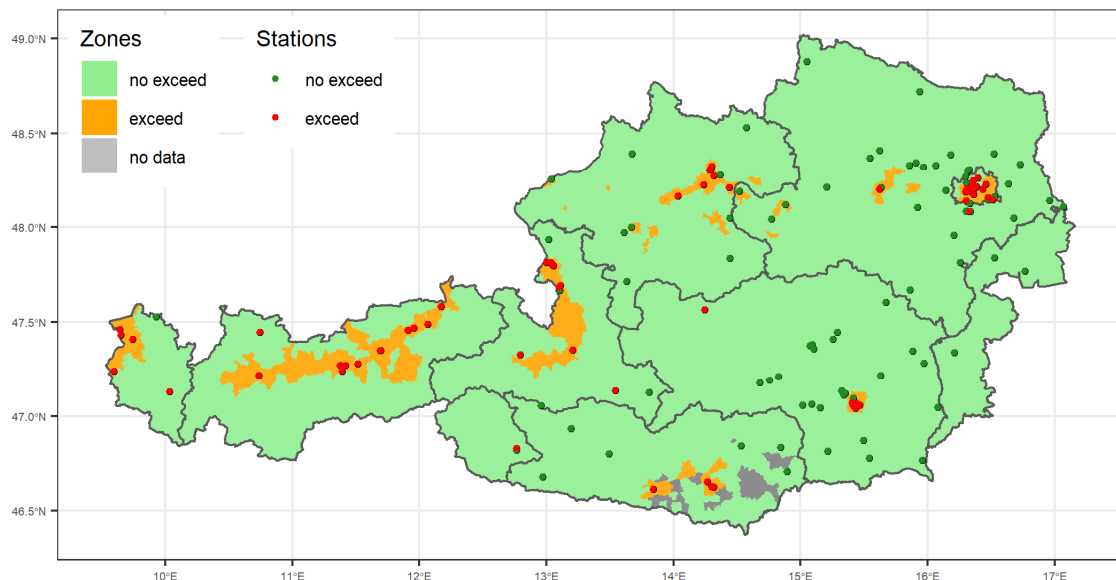 Zones
no exceed
exceed
no data
Stations
no exceed
exceed
49.0°N
48.5°N
48.0°N
47.5°N
47.0°N
46.5°N
10°E 11°E 12°E 13°E 14°E 15°E 16°E 17°E